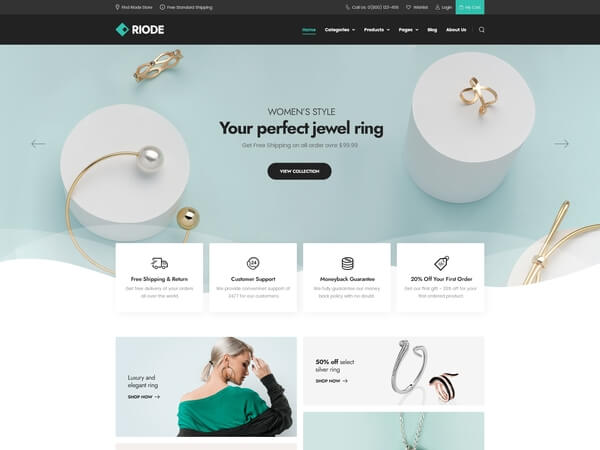 Find Riode Store
Free Standard Shipping
Call Us: 0(800) 123-456
Wishlist
Login
My Cart
RIODE
Home
Categories
Products
Pages
Blog
About Us
WOMEN'S STYLE
Your perfect jewel ring
Get Free Shipping on all order ovre $99.99
VIEW COLLECTION
Free Shipping & Return
Get free delivery of your orders
all over the world.
24
Customer Support
We provide conveninet support of
24/7 for our customers.
Moneyback Guarantee
We fully guarantee our money
back policy with no doubt.
20% Off Your First Order
Get our first gift - 20% off for your
first ordered product.
Luxury and
elegant ring
SHOP NOW
50% off select
silver ring
SHOP NOW